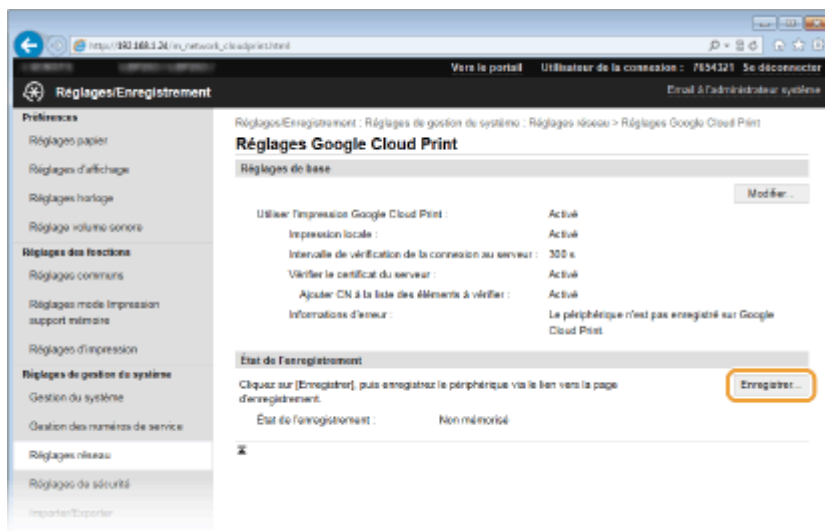 http://192.168.1.24/m_network_cloudprint.html
Vers le portail Utilisateur de la connexion : 7654321 Se déconnecter
Réglages/Enregistrement
Email à l'administrateur système
Préférences
Réglages papier
Réglages d'affichage
Réglages horloge
Réglage volume sonore
Réglages des fonctions
Réglages communs
Réglages mode Impression
support mémoire
Réglages d'impression
Réglages de gestion du système
Gestion du système
Gestion des numéros de service
Réglages réseau
Réglages de sécurité
Importer/Exporter
Réglages/Enregistrement : Réglages de gestion du système : Réglages réseau > Réglages Google Cloud Print
Réglages Google Cloud Print
Réglages de base
Modifier...
Utiliser l'impression Google Cloud Print : Activé
Impression locale : Activé
Intervalle de vérification de la connexion au serveur : 300 s
Vérifier le certificat du serveur : Activé
Ajouter CN à la liste des éléments à vérifier : Activé
Informations d'erreur : Le périphérique n'est pas enregistré sur Google
Cloud Print
État de l'enregistrement
Cliquez sur [Enregistrer], puis enregistrez le périphérique via le lien vers la page
d'enregistrement.
Enregistrer...
État de l'enregistrement : Non mémorisé